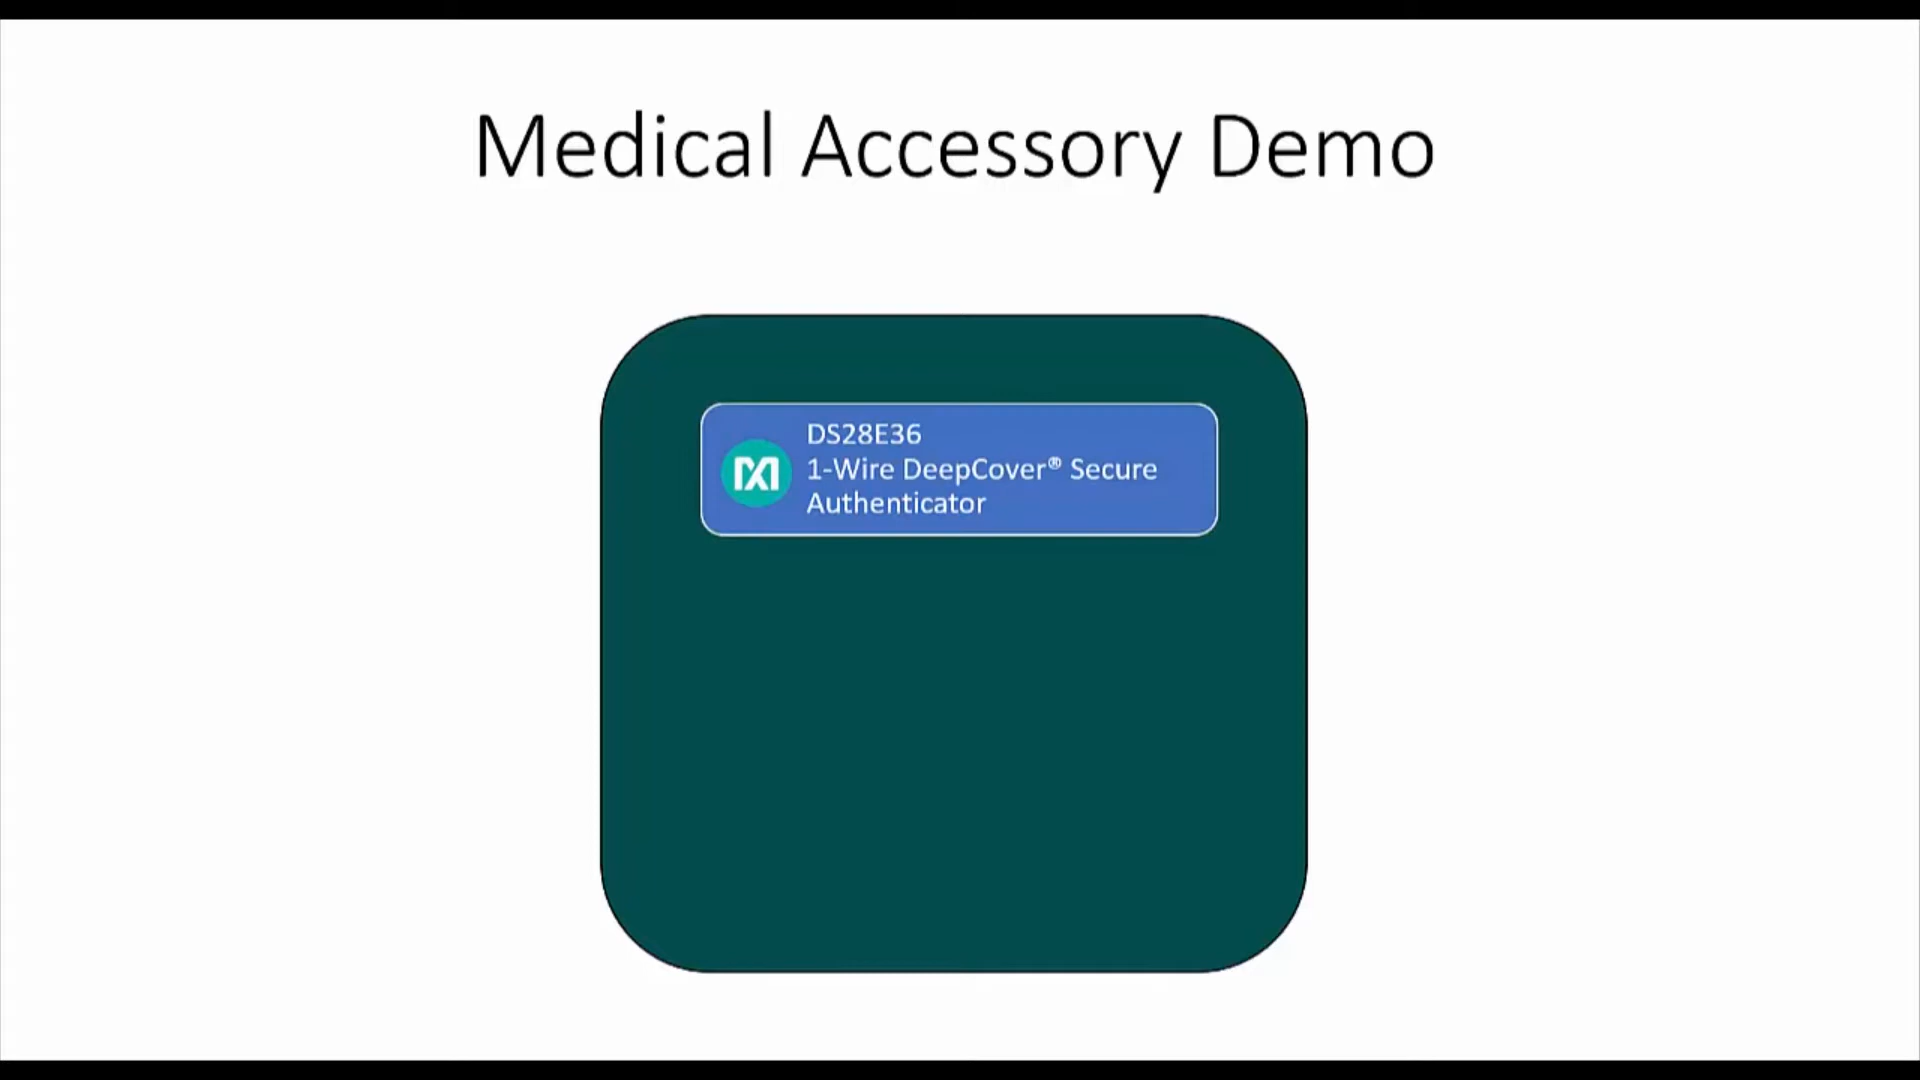 Medical Accessory Demo
DS28E36
1-Wire DeepCover® Secure
Authenticator